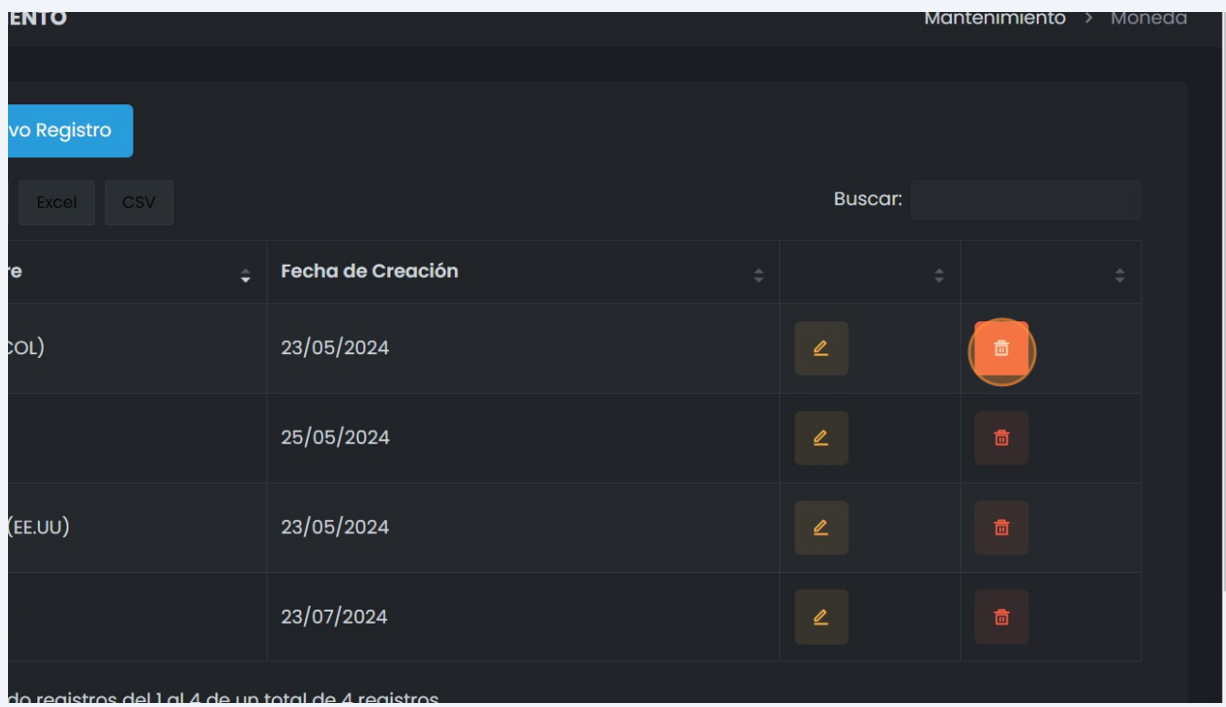 ENTO
Mantenimiento > Moneda
vo Registro
Excel CSV
Buscar:
re Fecha de Creación
COL) 23/05/2024
25/05/2024
(EE.UU) 23/05/2024
23/07/2024
do registros del 1 al 4 de un total de 4 registros